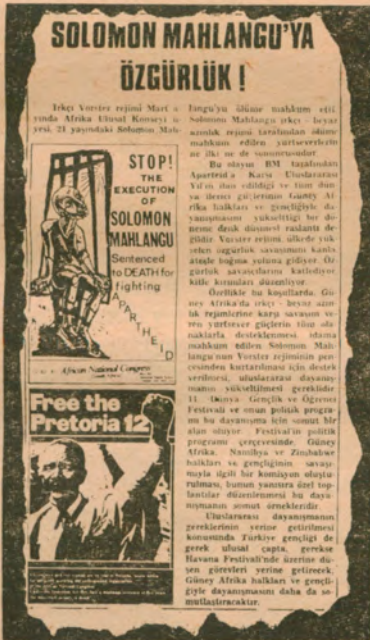 SOLOMON MAHLANGU'YA
ÖZGÜRLÜK !
Irkçı Vorster rejimi Mart a
yında Afrika Ulusal Konseyi ü
yesi, 21 yaşındaki Solomon Mah-
STOP!
THE
EXECUTION
OF
SOLOMON
MAHLANGU
Sentenced
to DEATH for
fighting
APARTHEID
African National Congress
Free the
Pretoria 12
langu'yu ölüme mahkum etti.
Solomon Mahlangu ırkçı - beyaz
azınlık rejimi tarafından ölüme
mahkum edilen yurtseverlerin
ne ilki ne de sonuncusudur.
Bu olayın BM tarafından
Apartheid'a Karşı Uluslararası
Yıl'ın ilan edildiği ve tüm dün
ya ilerici güçlerinin Güney Af
rika halkları ve gençliğiyle da
yanışmasını yükselttiği bir dö
neme denk düşmesi raslantı de
ğildir. Vorster rejimi, ülkede yük
selen özgürlük savaşımını kanla
ateşle boğma yoluna gidiyor. Öz
gürlük savaşçılarını katlediyor
kitle kırımları düzenliyor.
Özellikle bu koşullarda, Gü
ney Afrika'da ırkçı - beyaz azın
lık rejimlerine karşı savaşım ve
ren yurtsever güçlerin tüm ola
naklarla desteklenmesi idama
mahkum edilen Solomon Mah
langu'nun Vorster rejiminin pen
çesinden kurtarılması için destek
verilmesi, uluslararası dayanış
manın yükseltilmesi gereklidir.
11. Dünya Gençlik ve Öğrenci
Festivali ve onun politik progra
mı bu dayanışma için somut bir
alan oluyor. Festival'in politik
programı çerçevesinde Güney
Afrika, Namibya ve Zimbabwe
halkları ve gençliğinin savaşı
mıyla ilgili bir komisyon oluştu
rulması, bunun yanısıra özel top
lantılar düzenlenmesi bu daya
nışmanın somut örnekleridir.
Uluslararası dayanışmanın
gereklerinin yerine getirilmesi
konusunda Türkiye gençliği de
gerek ulusal çapta, gerekse
Havana Festivali'nde üzerine dü
şen görevleri yerine getirecek,
Güney Afrika halkları ve gençli
ğiyle dayanışmasını daha da so
mutlaştıracaktır.